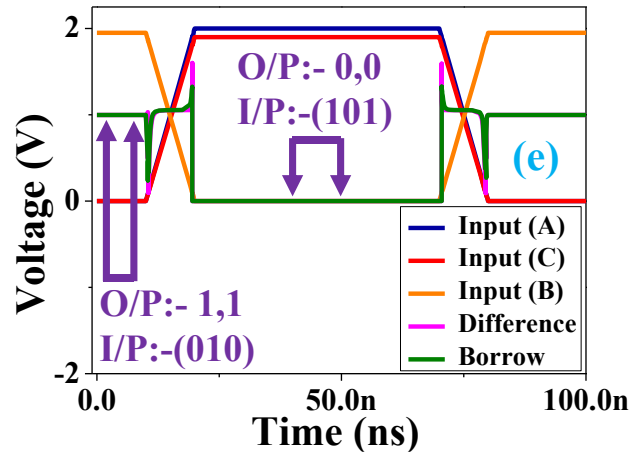 Voltage (V)
2
0
-2
O/P:- 0,0
I/P:-(101)
(e)
O/P:- 1,1
I/P:-(010)
Input (A)
Input (C)
Input (B)
Difference
Borrow
0.0
50.0n
100.0n
Time (ns)